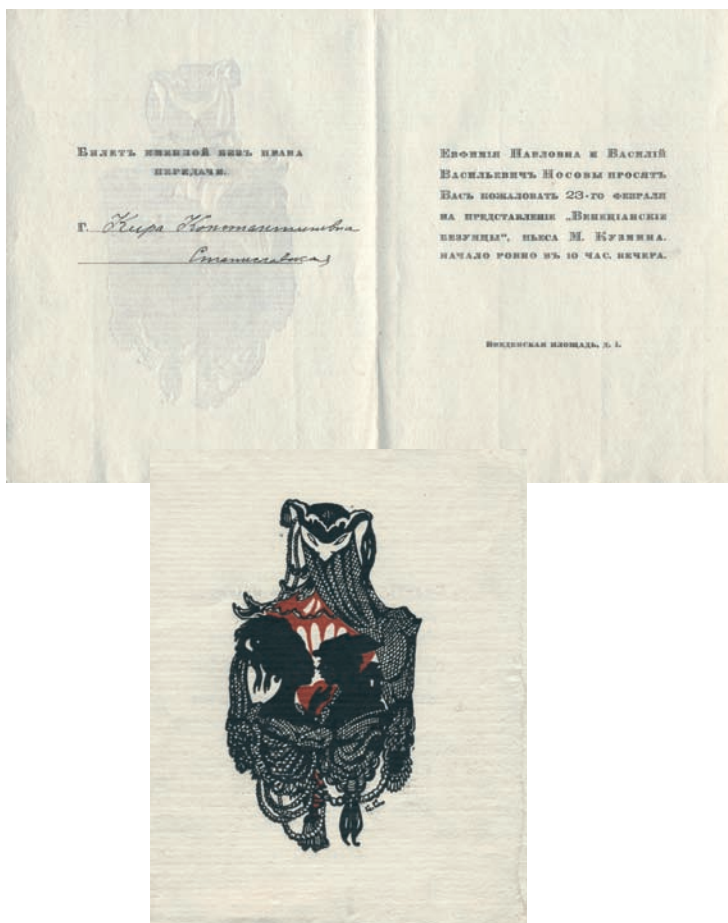 Билетъ именной безъ права
передачи.
г. Кира Константиновна
Станиславская
Евфимія Павловна и Василій
Васильевичъ Носовы просятъ
Васъ пожаловать 23-го февраля
на представленіе „Венеціанскіе
безумцы“, пьеса М. Кузмина.
Начало ровно въ 10 час. вечера.
Введенская площадь, д. 1.